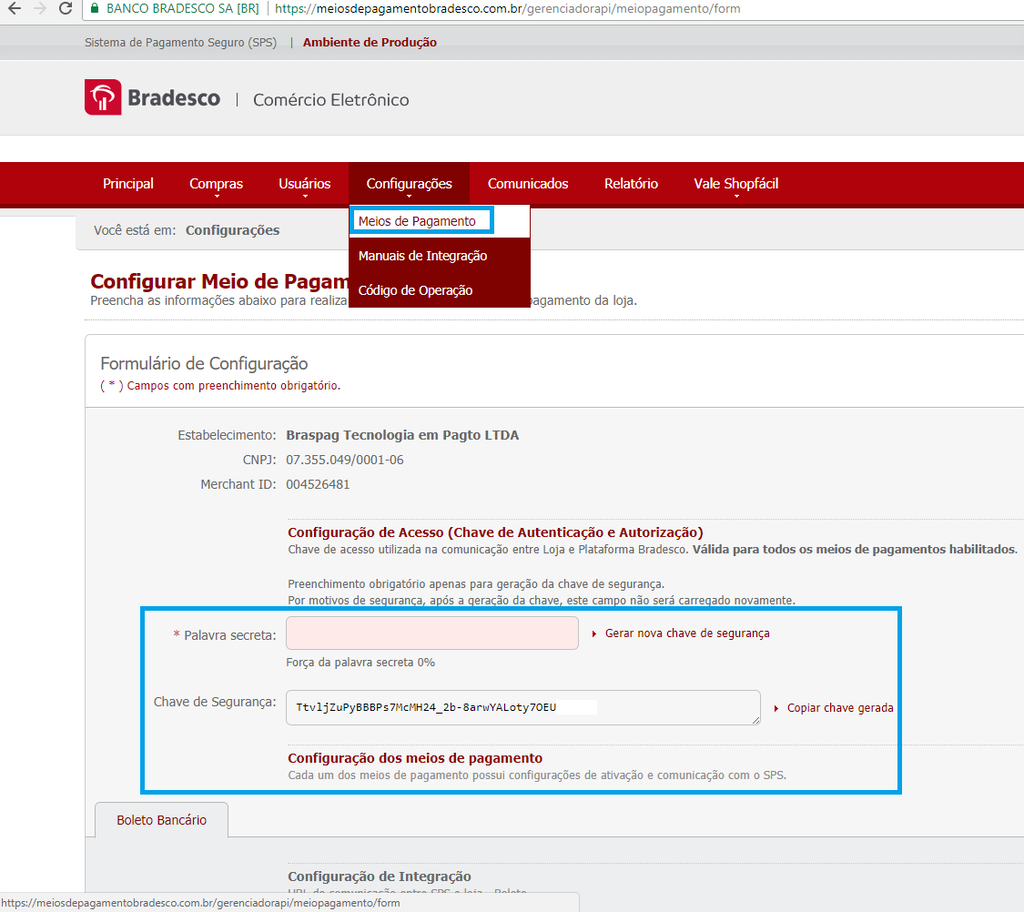 BANCO BRADESCO SA [BR] | https://meiosdepagamentobradesco.com.br/gerenciadorapi/meiopagamento/form
Sistema de Pagamento Seguro (SPS) | Ambiente de Produção
Bradesco | Comércio Eletrônico
Principal Compras Usuários Configurações Comunicados Relatório Vale Shopfácil
Meios de Pagamento
Você está em: Configurações
Manuais de Integração
Configurar Meio de Pagam
Código de Operação
Preencha as informações abaixo para realiza pagamento da loja.
Formulário de Configuração
( * ) Campos com preenchimento obrigatório.
Estabelecimento: Braspag Tecnologia em Pagto LTDA
CNPJ: 07.355.049/0001-06
Merchant ID: 004526481
Configuração de Acesso (Chave de Autenticação e Autorização)
Chave de acesso utilizada na comunicação entre Loja e Plataforma Bradesco. Válida para todos os meios de pagamentos habilitados.
Preenchimento obrigatório apenas para geração da chave de segurança.
Por motivos de segurança, após a geração da chave, este campo não será carregado novamente.
* Palavra secreta: Gerar nova chave de segurança
Força da palavra secreta 0%
Chave de Segurança: TtvljZuPyBBBPs7McMH24_2b-8arwYALoty7OEU Copiar chave gerada
Configuração dos meios de pagamento
Cada um dos meios de pagamento possui configurações de ativação e comunicação com o SPS.
Boleto Bancário
Configuração de Integração
URL de comunicação entre SPS e loja - Boleto
https://meiosdepagamentobradesco.com.br/gerenciadorapi/meiopagamento/form